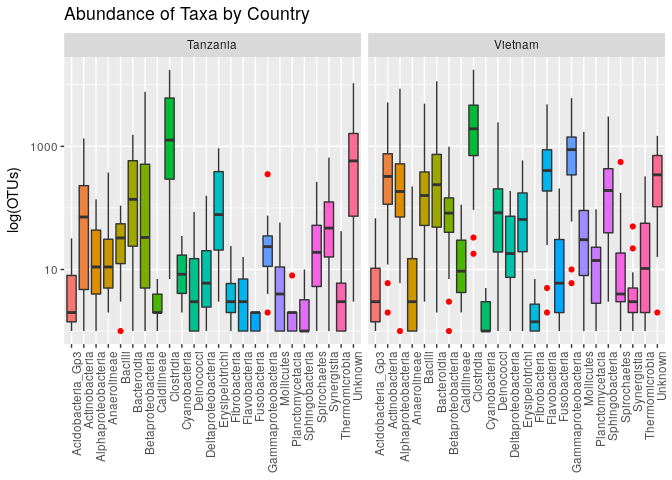 Abundance of Taxa by Country
Tanzania
Vietnam
log(OTUs)
1000
10
Acidobacteria_Gp3
Actinobacteria
Alphaproteobacteria
Anaerolineae
Bacilli
Bacteroidia
Betaproteobacteria
Caldilineae
Clostridia
Cyanobacteria
Deinococci
Deltaproteobacteria
Erysipelotrichi
Fibrobacteria
Flavobacteria
Fusobacteria
Gammaproteobacteria
Mollicutes
Planctomycetacia
Sphingobacteria
Spirochaetes
Synergistia
Thermomicrobia
Unknown
Acidobacteria_Gp3
Actinobacteria
Alphaproteobacteria
Anaerolineae
Bacilli
Bacteroidia
Betaproteobacteria
Caldilineae
Clostridia
Cyanobacteria
Deinococci
Deltaproteobacteria
Erysipelotrichi
Fibrobacteria
Flavobacteria
Fusobacteria
Gammaproteobacteria
Mollicutes
Planctomycetacia
Sphingobacteria
Spirochaetes
Synergistia
Thermomicrobia
Unknown